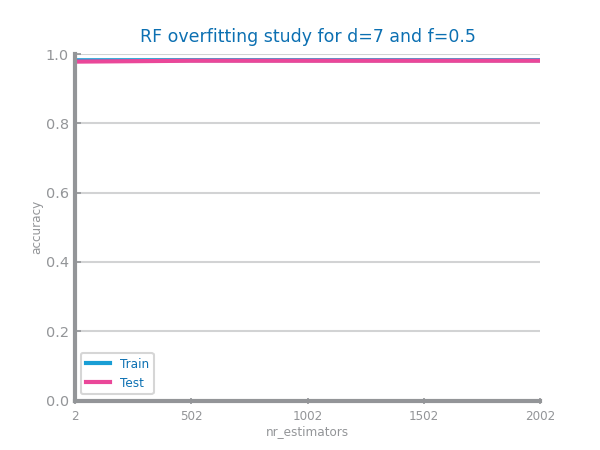 RF overfitting study for d=7 and f=0.5
1.0
0.8
0.6
0.4
0.2
0.0
accuracy
Train
Test
2
502
1002
1502
2002
nr_estimators